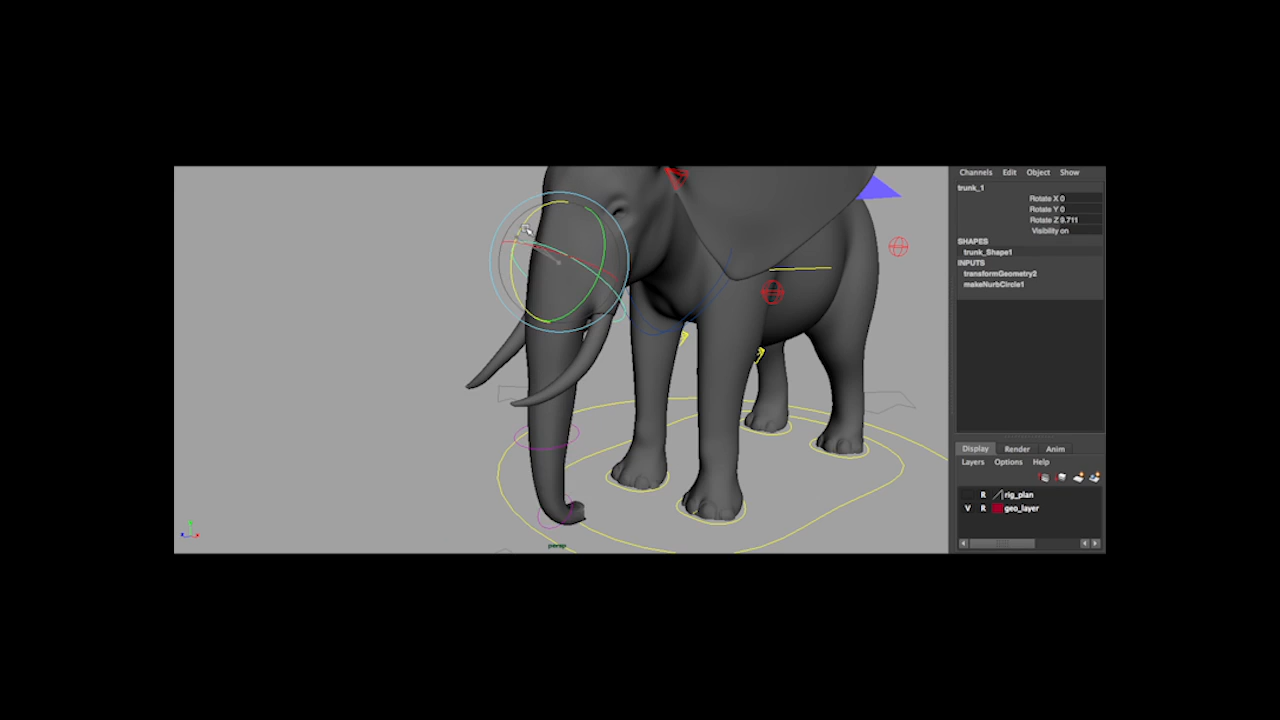 Channels Edit Object Show
trunk_1
Rotate X 0
Rotate Y 0
Rotate Z 9.711
Visibility on
SHAPES
trunk_Shape1
INPUTS
transformGeometry2
makeNurbCircle1
Display Render Anim
Layers Options Help
R rig_plan
V R geo_layer
persp